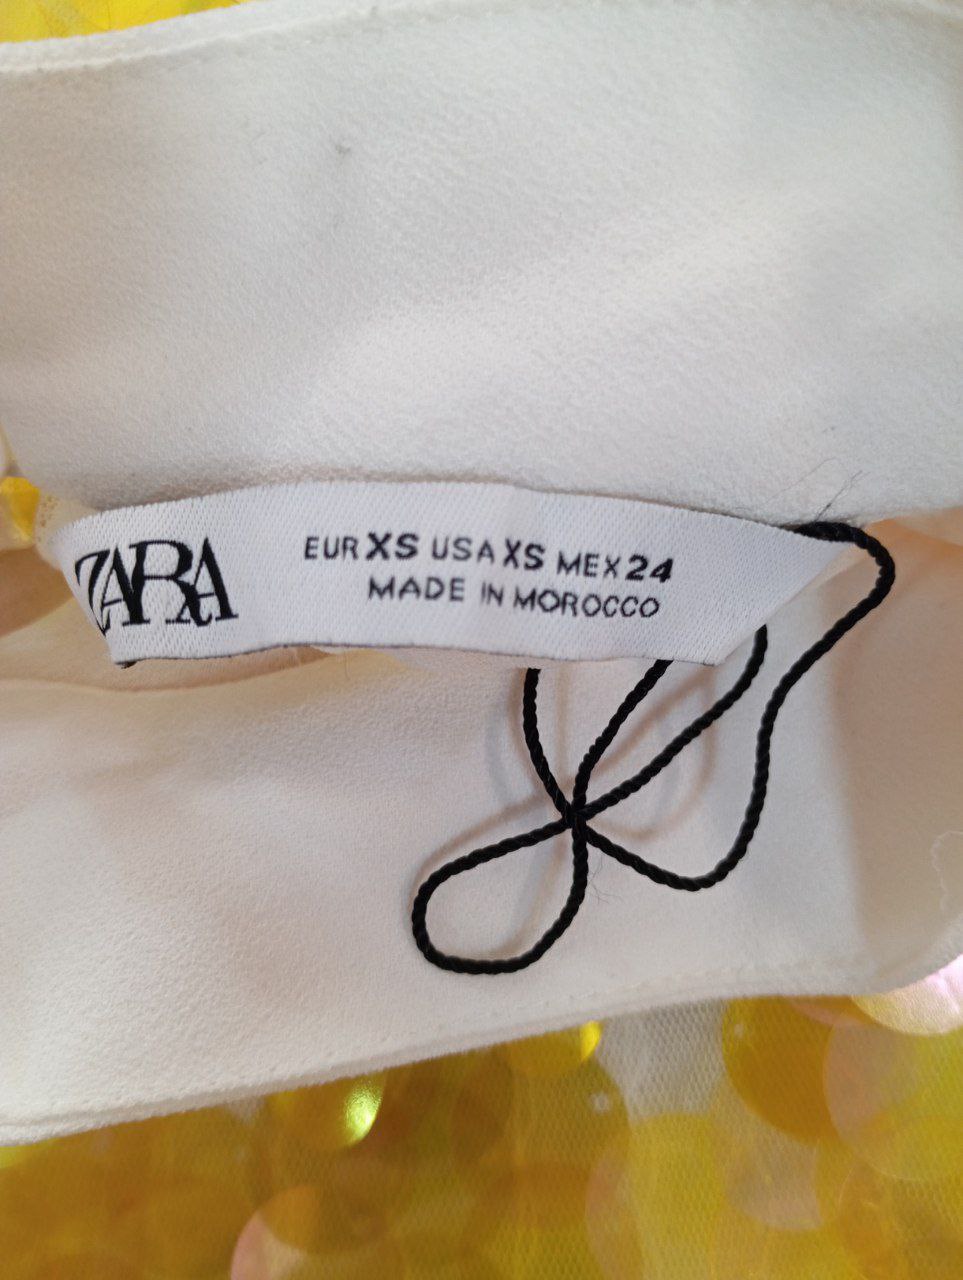 ZARA
EUR XS USA XS MEX 24
MADE IN MOROCCO